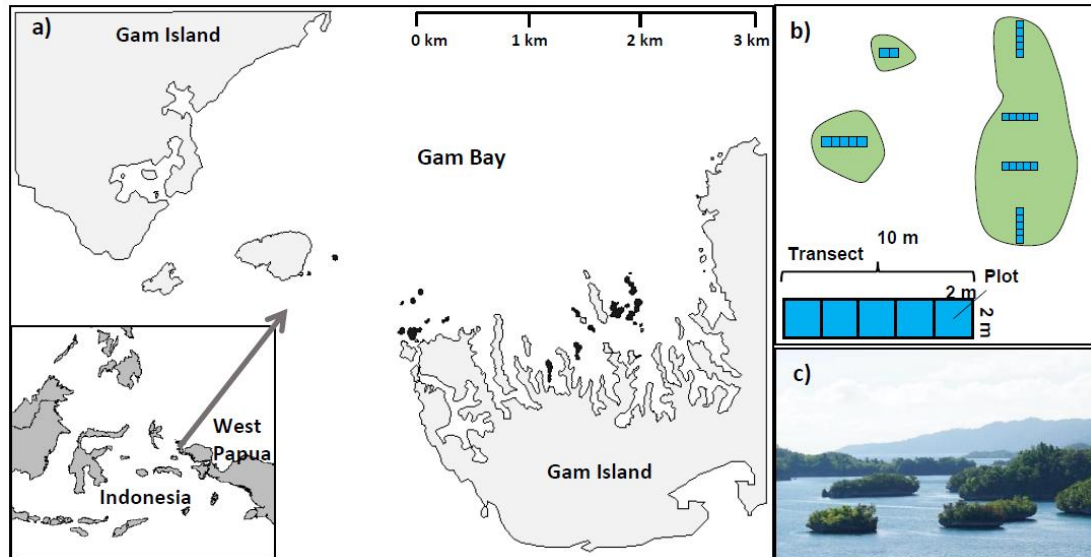 a)
Gam Island
0 km
1 km
2 km
3 km
Gam Bay
Gam Island
West
Papua
Indonesia
b)
10 m
Transect
Plot
2 m
2 m
c)